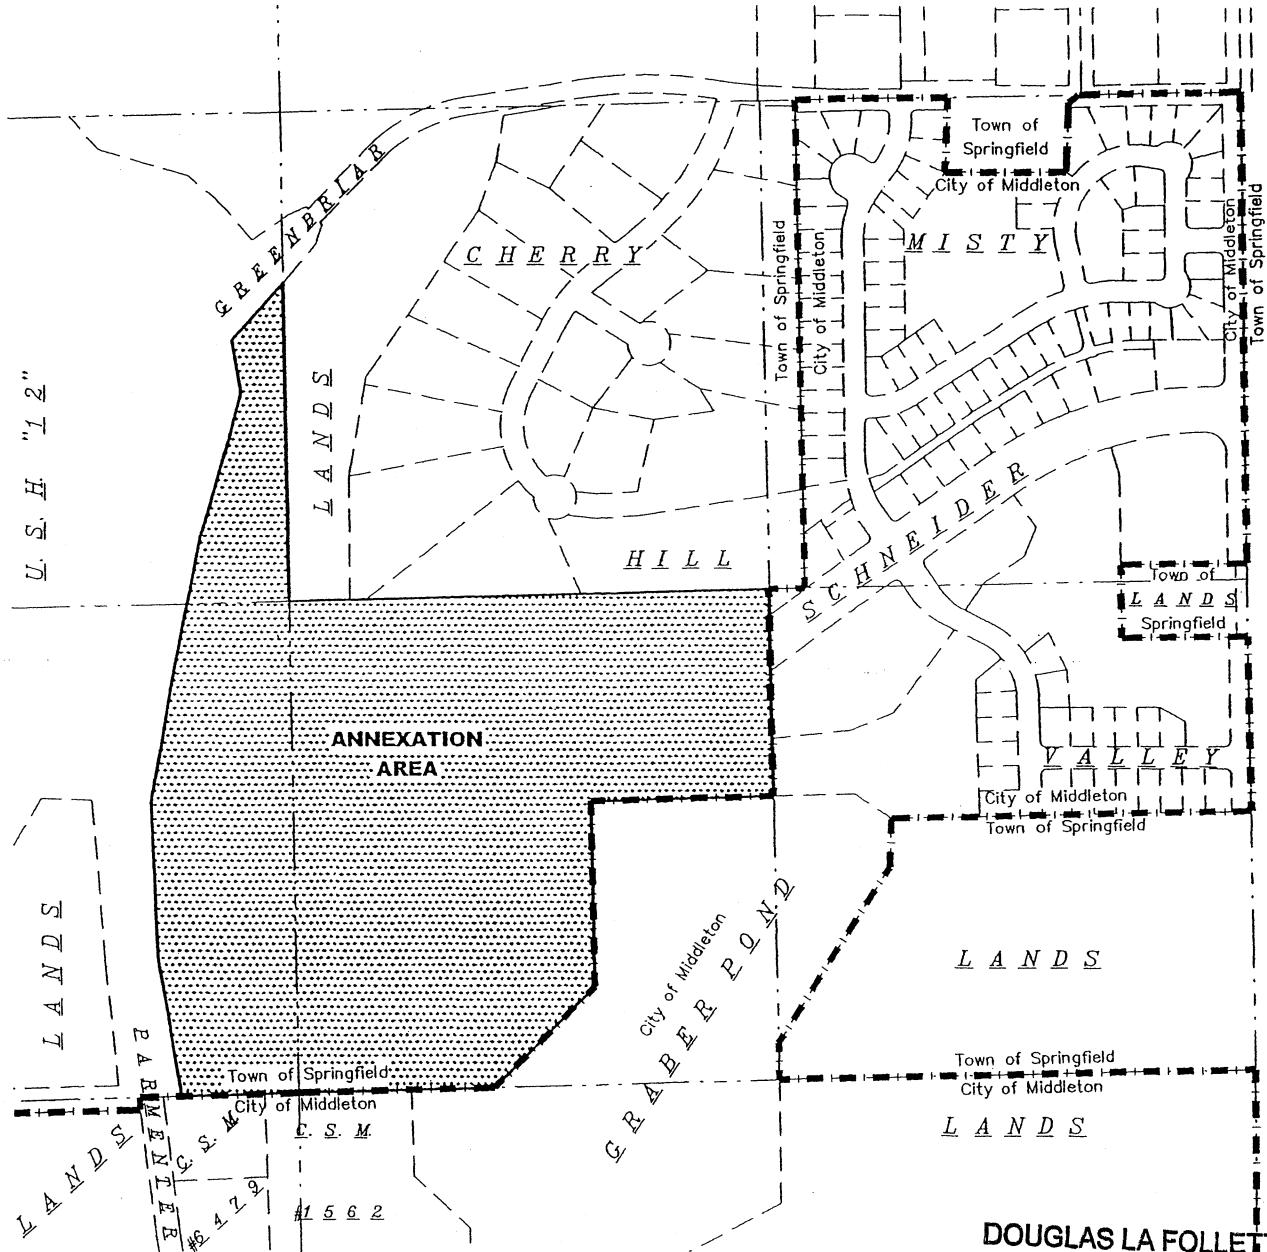 Town of
Springfield
City of Middleton
GREENBRIAR
CHERRY
MISTY
Town of Springfield
City of Middleton
City of Middleton
Town of Springfield
U.S.H. "12"
LANDS
HILL
SCHNEIDER
Town of
LANDS
Springfield
ANNEXATION
AREA
VALLEY
City of Middleton
Town of Springfield
LANDS
City of Middleton
GRABER POND
LANDS
PARMENTER
Town of Springfield
City of Middleton
Town of Springfield
City of Middleton
LANDS
C.S.M.
#6479
C.S.M.
#1562
LANDS
DOUGLAS LA FOLLET